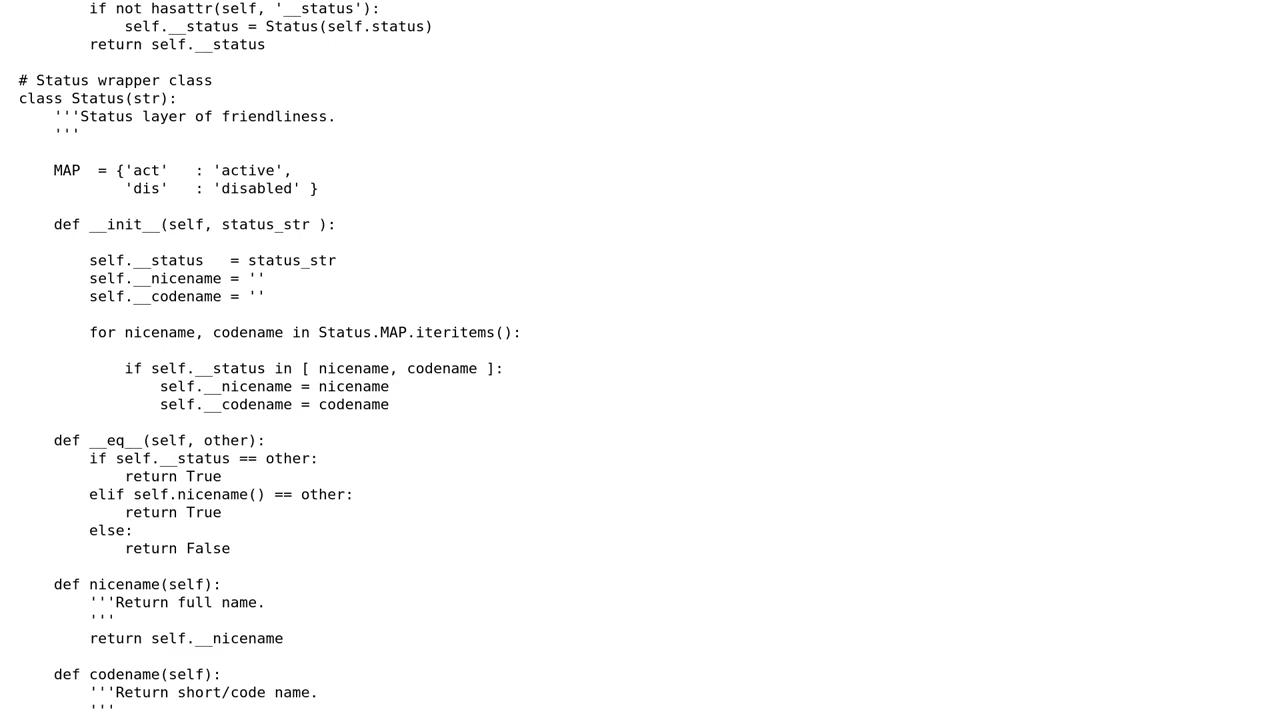 if not hasattr(self, '__status'):
            self.__status = Status(self.status)
        return self.__status

# Status wrapper class
class Status(str):
    '''Status layer of friendliness.
    '''

    MAP  = {'act'   : 'active',
            'dis'   : 'disabled' }

    def __init__(self, status_str ):

        self.__status   = status_str
        self.__nicename = ''
        self.__codename = ''

        for nicename, codename in Status.MAP.iteritems():

            if self.__status in [ nicename, codename ]:
                self.__nicename = nicename
                self.__codename = codename

    def __eq__(self, other):
        if self.__status == other:
            return True
        elif self.nicename() == other:
            return True
        else:
            return False

    def nicename(self):
        '''Return full name.
        '''
        return self.__nicename

    def codename(self):
        '''Return short/code name.
        '''